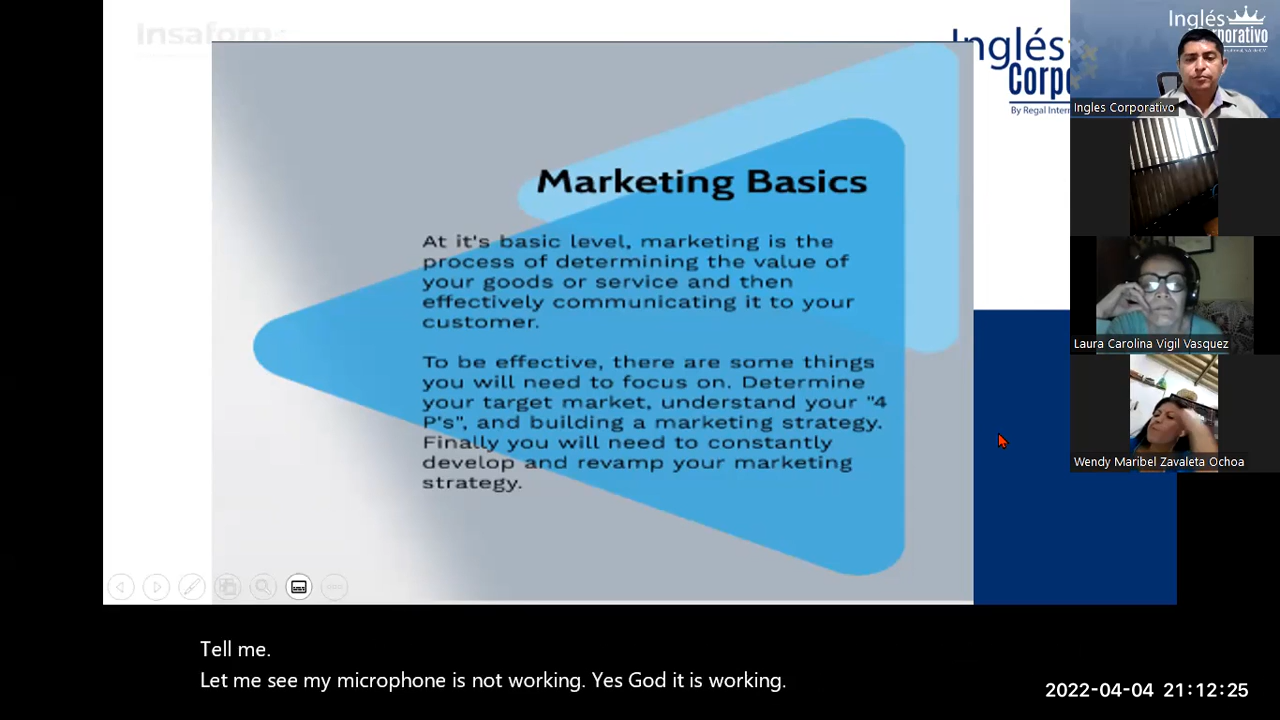 Insaforp
Inglés
Corpo
By Regal Intern
Marketing Basics
At it's basic level, marketing is the
process of determining the value of
your goods or service and then
effectively communicating it to your
customer.
To be effective, there are some things
you will need to focus on. Determine
your target market, understand your "4
P's", and building a marketing strategy.
Finally you will need to constantly
develop and revamp your marketing
strategy.
Inglés
Corporativo
Ingles Corporativo
Laura Carolina Vigil Vasquez
Wendy Maribel Zavaleta Ochoa
Tell me.
Let me see my microphone is not working. Yes God it is working.
2022-04-04 21:12:25